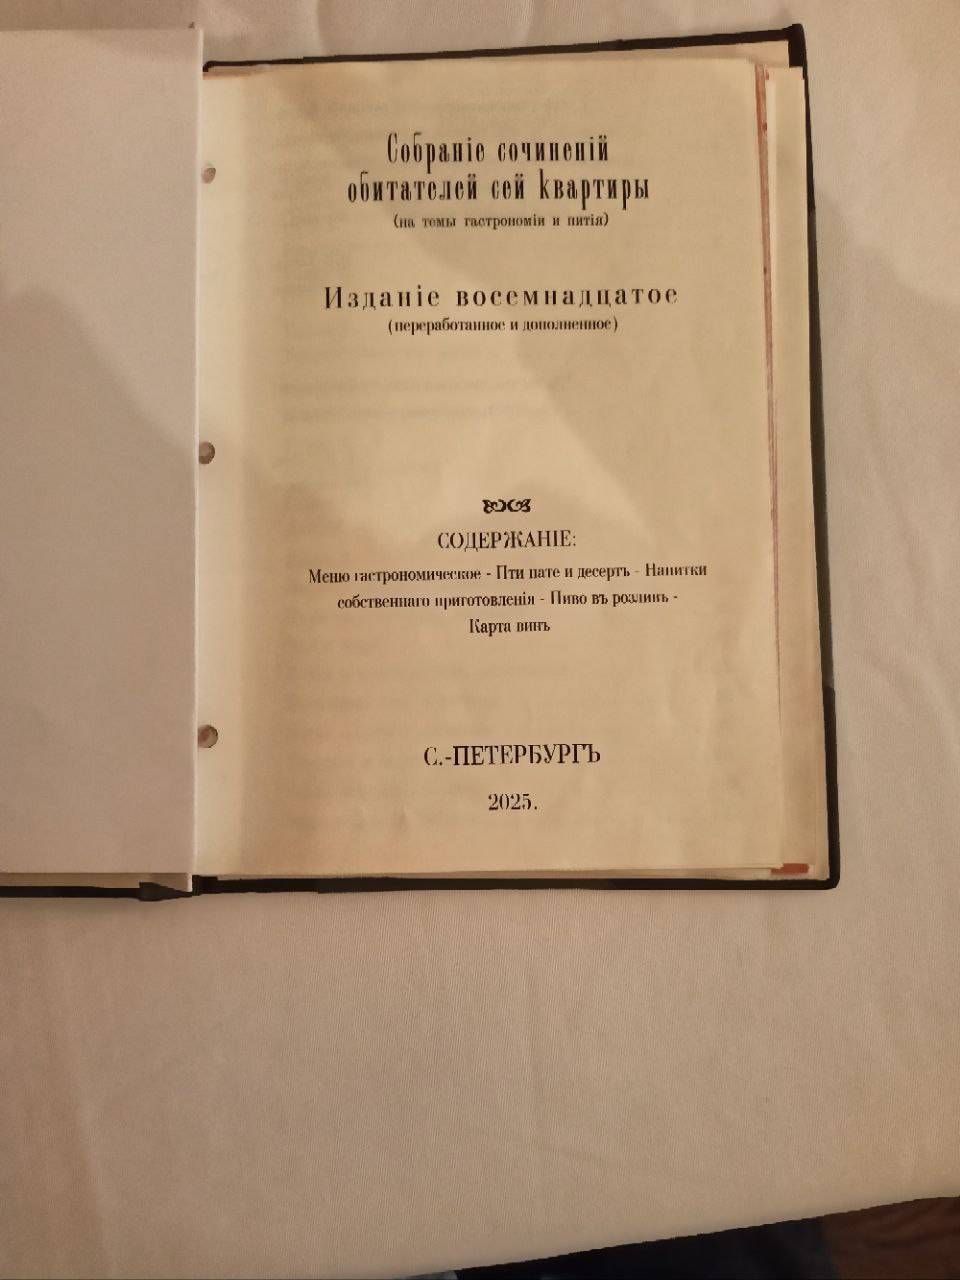 Собраніе сочиненій
обитателей сей квартиры
(на темы гастрономіи и питія)
Изданіе восемнадцатое
(переработанное и дополненное)
СОДЕРЖАНІЕ:
Меню гастрономическое - Пти пате и десертъ - Напитки
собственнаго приготовленія - Пиво въ розливъ -
Карта винъ
С.-ПЕТЕРБУРГЪ
2025.